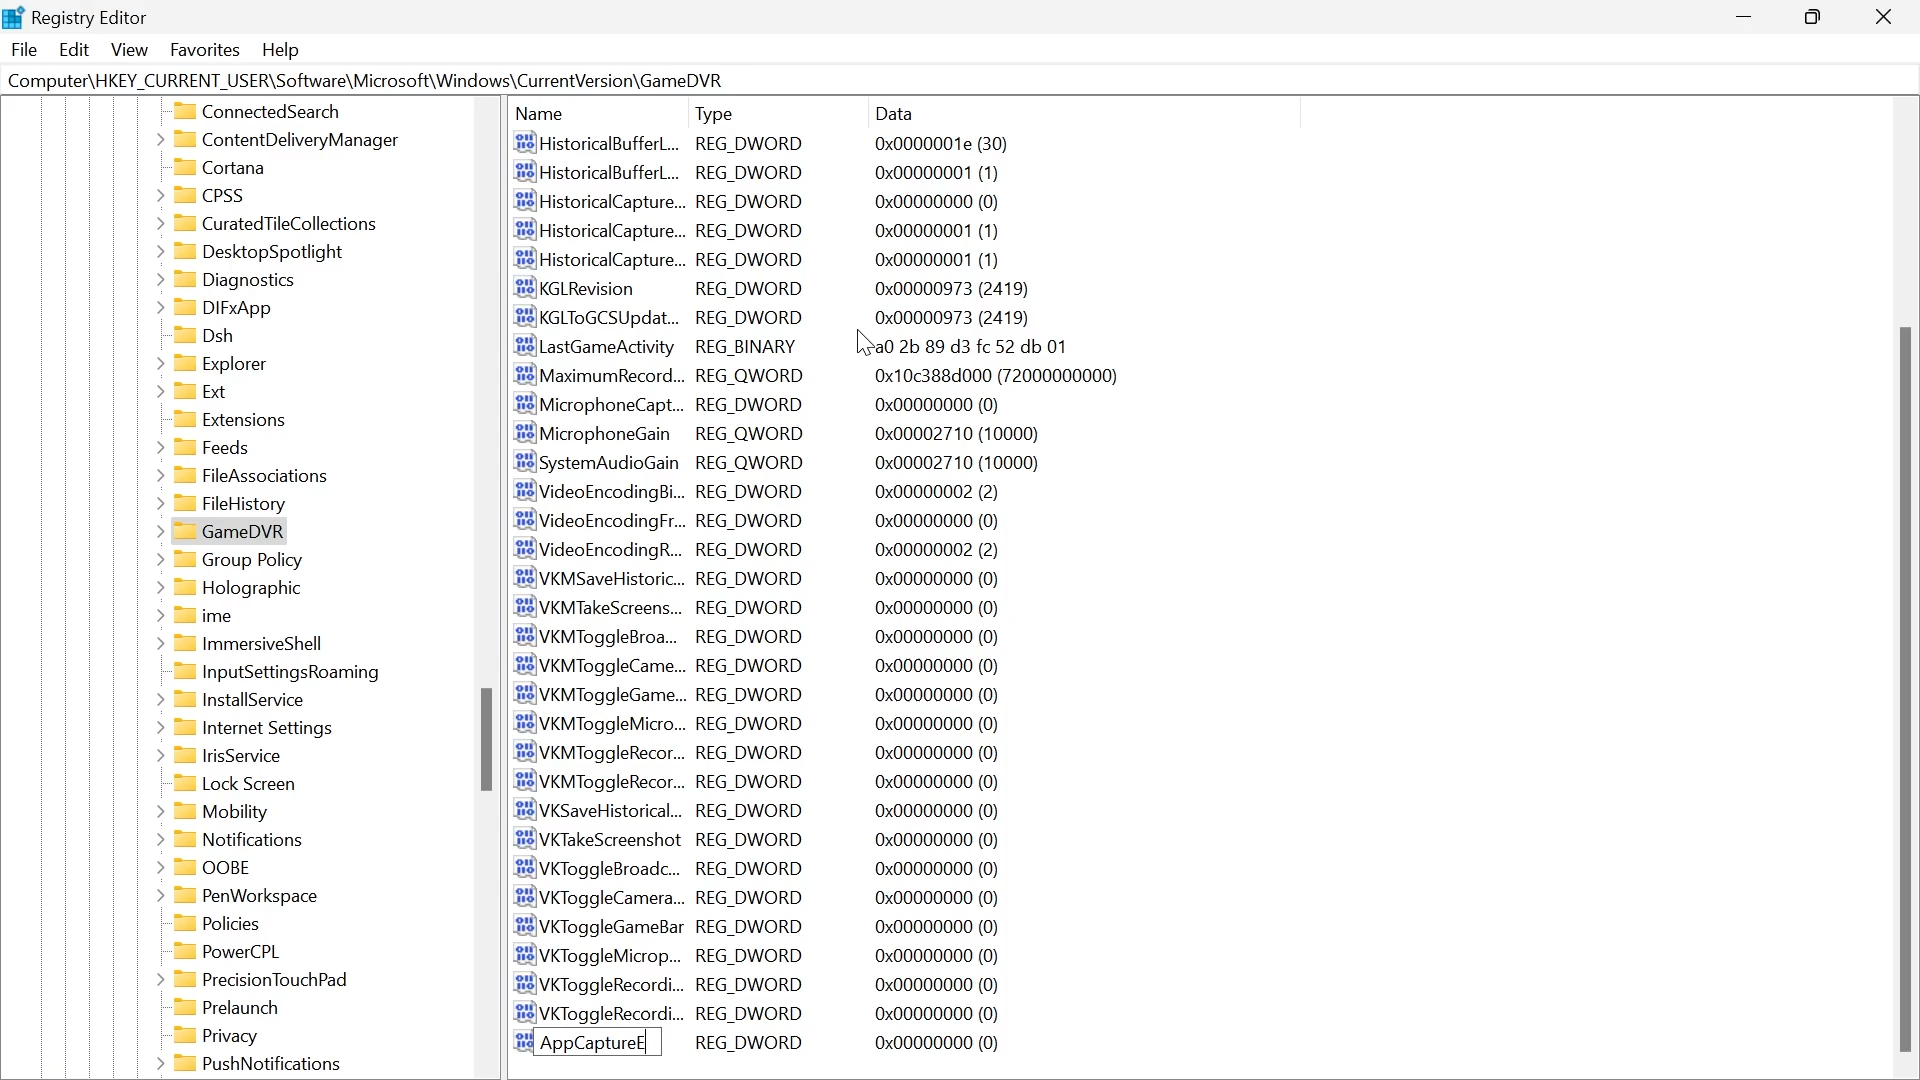 Registry Editor
File Edit View Favorites Help
Computer\HKEY_CURRENT_USER\Software\Microsoft\Windows\CurrentVersion\GameDVR
ConnectedSearch
ContentDeliveryManager
Cortana
CPSS
CuratedTileCollections
DesktopSpotlight
Diagnostics
DIFxApp
Dsh
Explorer
Ext
Extensions
Feeds
FileAssociations
FileHistory
GameDVR
Group Policy
Holographic
ime
ImmersiveShell
InputSettingsRoaming
InstallService
Internet Settings
IrisService
Lock Screen
Mobility
Notifications
OOBE
PenWorkspace
Policies
PowerCPL
PrecisionTouchPad
Prelaunch
Privacy
PushNotifications
Name Type Data
HistoricalBufferL... REG_DWORD 0x0000001e (30)
HistoricalBufferL... REG_DWORD 0x00000001 (1)
HistoricalCapture... REG_DWORD 0x00000000 (0)
HistoricalCapture... REG_DWORD 0x00000001 (1)
HistoricalCapture... REG_DWORD 0x00000001 (1)
KGLRevision REG_DWORD 0x00000973 (2419)
KGLToGCSUpdat... REG_DWORD 0x00000973 (2419)
LastGameActivity REG_BINARY a0 2b 89 d3 fc 52 db 01
MaximumRecord... REG_QWORD 0x10c388d000 (72000000000)
MicrophoneCapt... REG_DWORD 0x00000000 (0)
MicrophoneGain REG_QWORD 0x00002710 (10000)
SystemAudioGain REG_QWORD 0x00002710 (10000)
VideoEncodingBi... REG_DWORD 0x00000002 (2)
VideoEncodingFr... REG_DWORD 0x00000000 (0)
VideoEncodingR... REG_DWORD 0x00000002 (2)
VKMSaveHistoric... REG_DWORD 0x00000000 (0)
VKMTakeScreens... REG_DWORD 0x00000000 (0)
VKMToggleBroa... REG_DWORD 0x00000000 (0)
VKMToggleCame... REG_DWORD 0x00000000 (0)
VKMToggleGame... REG_DWORD 0x00000000 (0)
VKMToggleMicro... REG_DWORD 0x00000000 (0)
VKMToggleRecor... REG_DWORD 0x00000000 (0)
VKMToggleRecor... REG_DWORD 0x00000000 (0)
VKSaveHistorical... REG_DWORD 0x00000000 (0)
VKTakeScreenshot REG_DWORD 0x00000000 (0)
VKToggleBroadc... REG_DWORD 0x00000000 (0)
VKToggleCamera... REG_DWORD 0x00000000 (0)
VKToggleGameBar REG_DWORD 0x00000000 (0)
VKToggleMicrop... REG_DWORD 0x00000000 (0)
VKToggleRecordi... REG_DWORD 0x00000000 (0)
VKToggleRecordi... REG_DWORD 0x00000000 (0)
AppCaptureE REG_DWORD 0x00000000 (0)